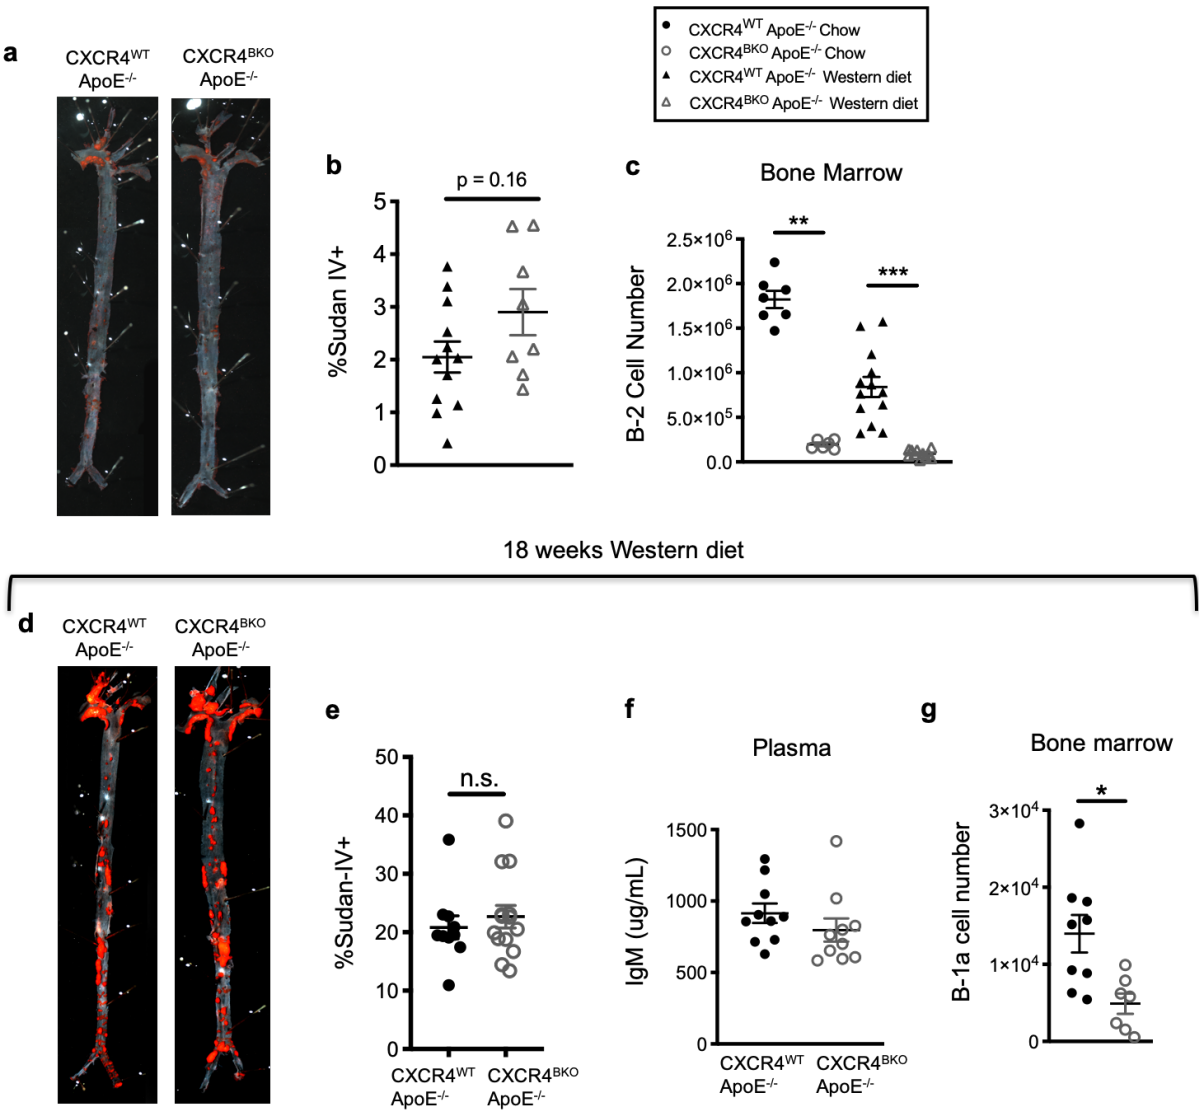 CXCR4WT ApoE-/- Chow
CXCR4BKO ApoE-/- Chow
CXCR4WT ApoE-/- Western diet
CXCR4BKO ApoE-/- Western diet
a
CXCR4WT
ApoE-/-
CXCR4BKO
ApoE-/-
b
p = 0.16
%Sudan IV+
5
4
3
2
1
0
c
Bone Marrow
B-2 Cell Number
2.5×10⁶
2.0×10⁶
1.5×10⁶
1.0×10⁶
5.0×10⁵
0.0
**
***
18 weeks Western diet
d
CXCR4WT
ApoE-/-
CXCR4BKO
ApoE-/-
e
n.s.
%Sudan-IV+
50
40
30
20
10
0
CXCR4WT
ApoE-/-
CXCR4BKO
ApoE-/-
f
Plasma
IgM (ug/mL)
1500
1000
500
0
CXCR4WT
ApoE-/-
CXCR4BKO
ApoE-/-
g
Bone marrow
B-1a cell number
3×10⁴
2×10⁴
1×10⁴
0
*